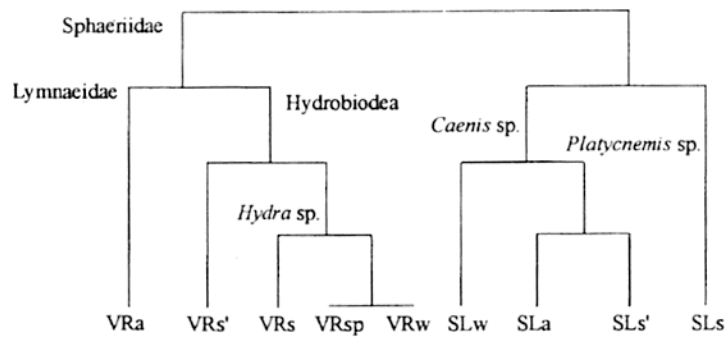 Sphaeriidae
Lymnaeidae
Hydrobiodea
Caenis sp.
Platycnemis sp.
Hydra sp.
VRa VRs' VRs VRsp VRw SLw SLa SLs' SLs